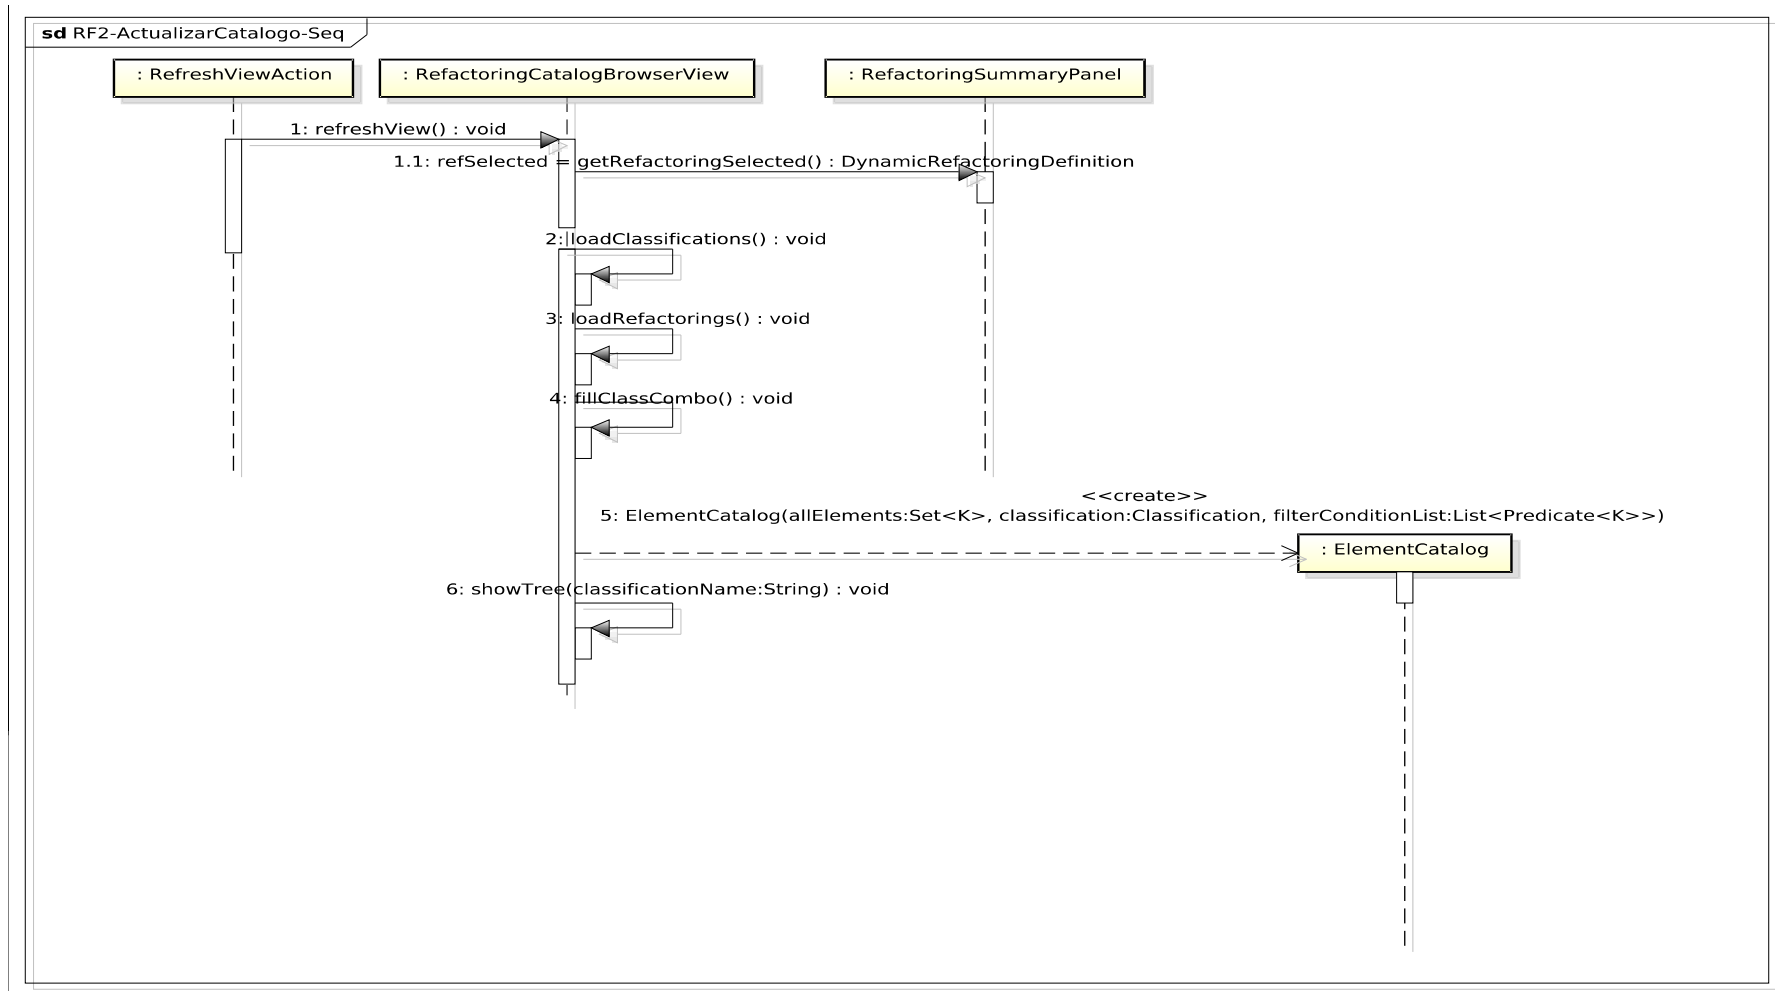 sd RF2-ActualizarCatalogo-Seq
: RefreshViewAction
: RefactoringCatalogBrowserView
: RefactoringSummaryPanel
1: refreshView() : void
1.1: refSelected = getRefactoringSelected() : DynamicRefactoringDefinition
2: loadClassifications() : void
3: loadRefactorings() : void
4: fillClassCombo() : void
<<create>>
5: ElementCatalog(allElements:Set<K>, classification:Classification, filterConditionList:List<Predicate<K>>)
: ElementCatalog
6: showTree(classificationName:String) : void